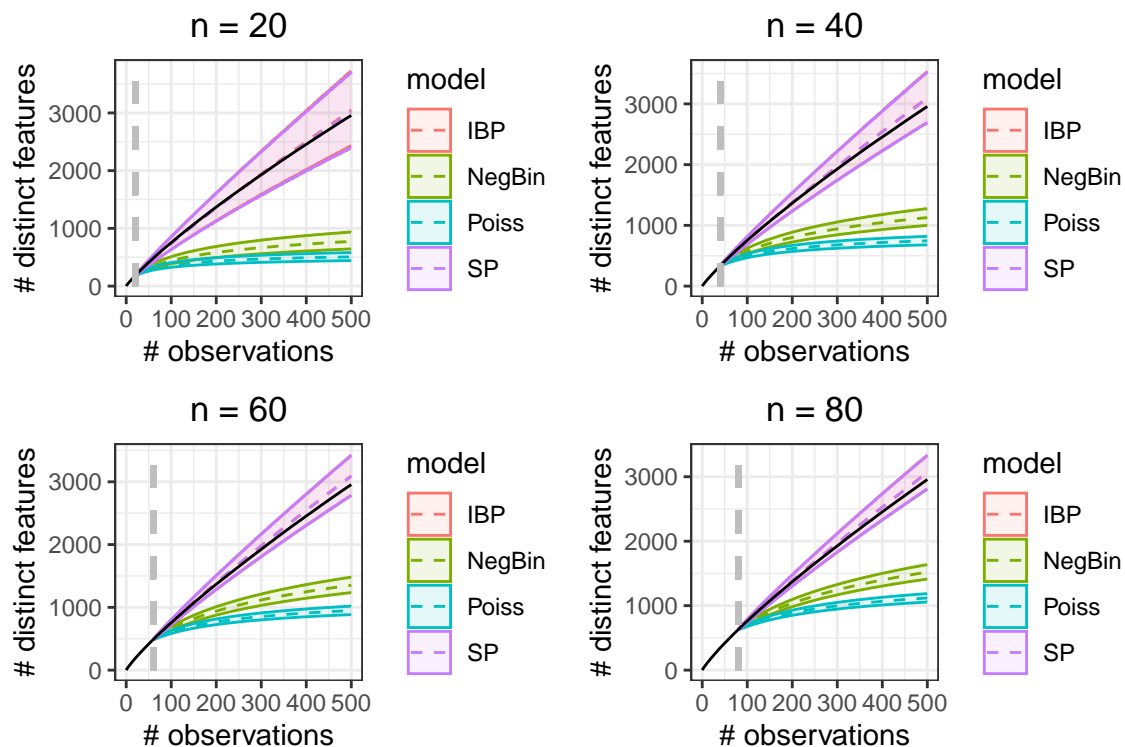 n = 20
# distinct features
3000
2000
1000
0
0 100 200 300 400 500
# observations
model
IBP
NegBin
Poiss
SP
n = 40
# distinct features
3000
2000
1000
0
0 100 200 300 400 500
# observations
model
IBP
NegBin
Poiss
SP
n = 60
# distinct features
3000
2000
1000
0
0 100 200 300 400 500
# observations
model
IBP
NegBin
Poiss
SP
n = 80
# distinct features
3000
2000
1000
0
0 100 200 300 400 500
# observations
model
IBP
NegBin
Poiss
SP